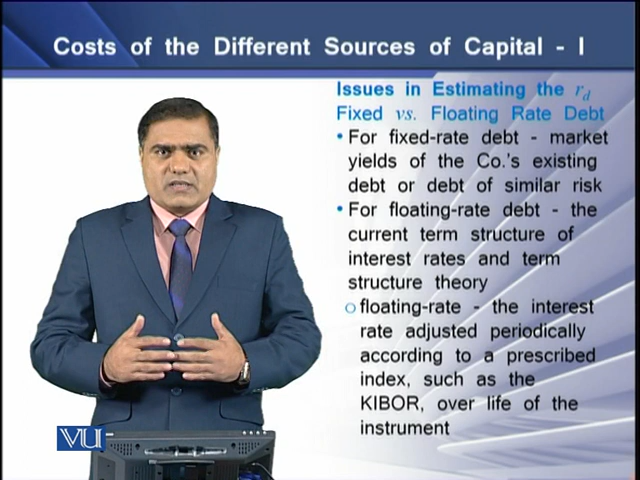 Costs of the Different Sources of Capital - I
Issues in Estimating the r_d
Fixed vs. Floating Rate Debt
• For fixed-rate debt - market
yields of the Co.'s existing
debt or debt of similar risk
• For floating-rate debt - the
current term structure of
interest rates and term
structure theory
o floating-rate - the interest
rate adjusted periodically
according to a prescribed
index, such as the
KIBOR, over life of the
instrument
VU